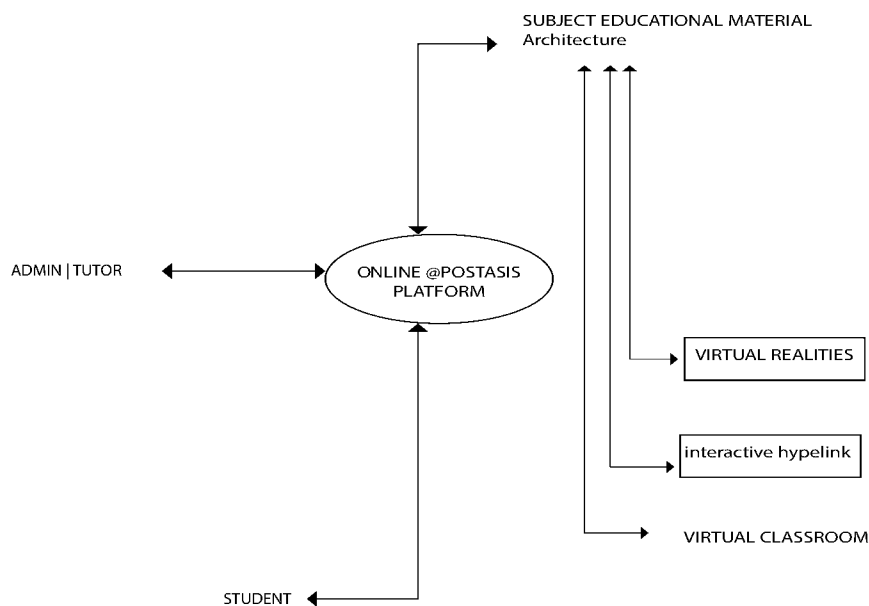 SUBJECT EDUCATIONAL MATERIAL
Architecture
ADMIN | TUTOR
ONLINE @POSTASIS
PLATFORM
VIRTUAL REALITIES
interactive hypelink
VIRTUAL CLASSROOM
STUDENT